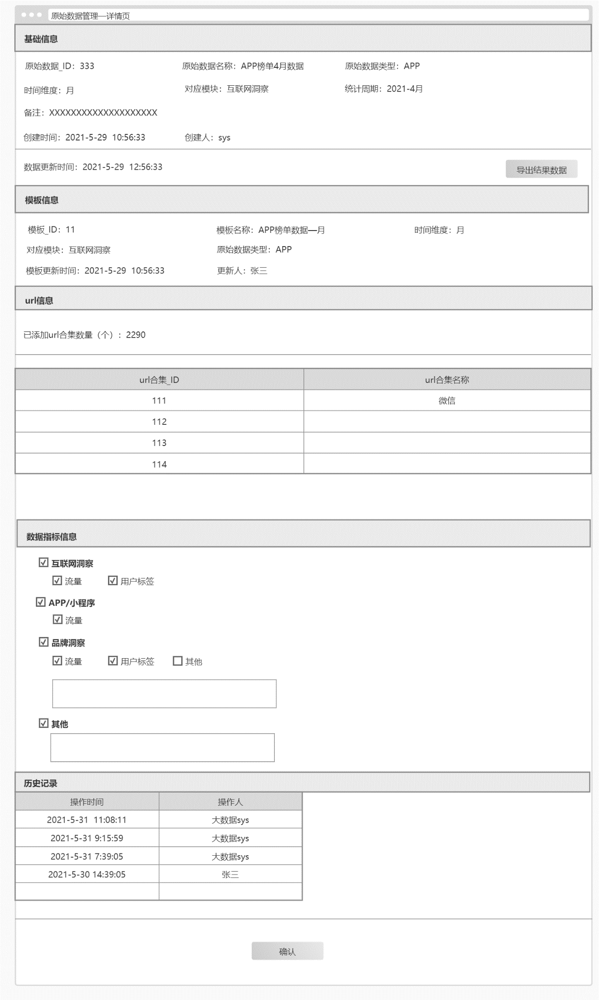 原始数据管理—详情页
基础信息
原始数据_ID：333 原始数据名称：APP榜单4月数据 原始数据类型：APP
时间维度：月 对应模块：互联网洞察 统计周期：2021-4月
备注：XXXXXXXXXXXXXXXXXXXX
创建时间：2021-5-29 10:56:33 创建人：sys
数据更新时间：2021-5-29 12:56:33 导出结果数据
模板信息
模板_ID：11 模板名称：APP榜单数据—月 时间维度：月
对应模块：互联网洞察 原始数据类型：APP
模板更新时间：2021-5-29 10:56:33 更新人：张三
url信息
已添加url合集数量（个）：2290
url合集_ID url合集名称
111 微信
112
113
114
数据指标信息
互联网洞察
流量 用户标签
APP/小程序
流量
品牌洞察
流量 用户标签 其他
其他
历史记录
操作时间 操作人
2021-5-31 11:08:11 大数据sys
2021-5-31 9:15:59 大数据sys
2021-5-31 7:39:05 大数据sys
2021-5-30 14:39:05 张三
确认